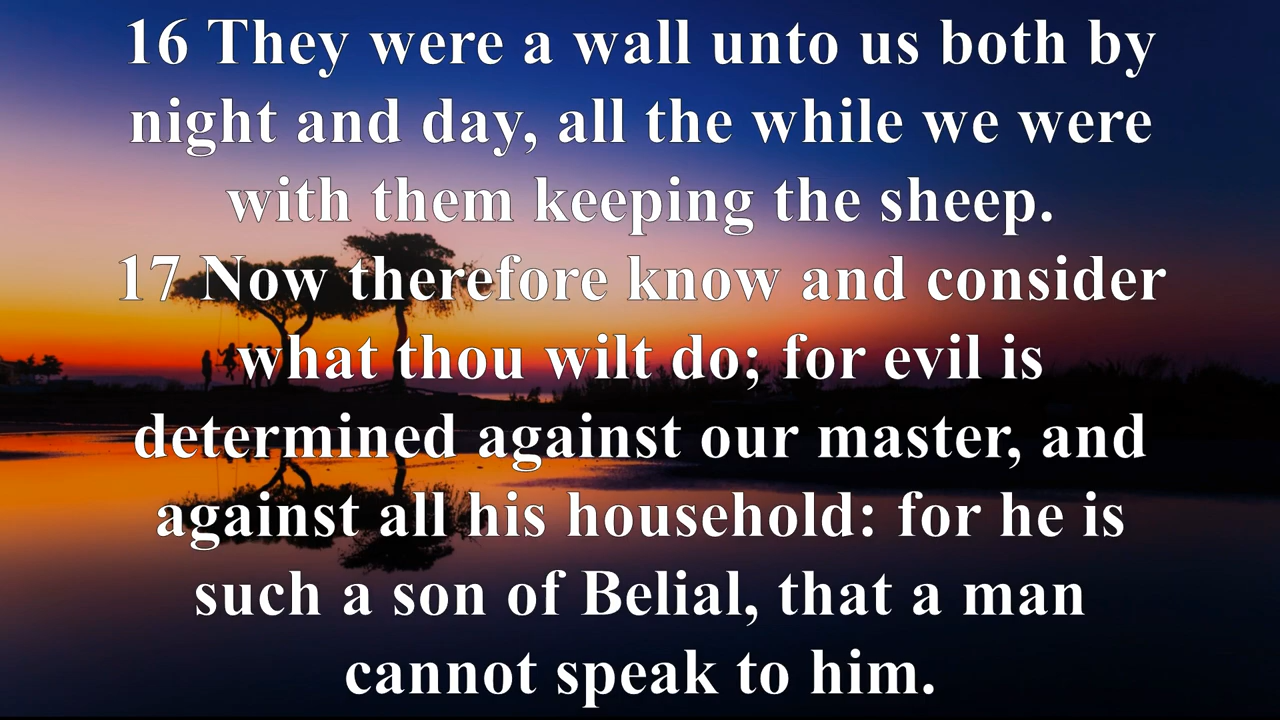 16 They were a wall unto us both by
night and day, all the while we were
with them keeping the sheep.
17 Now therefore know and consider
what thou wilt do; for evil is
determined against our master, and
against all his household: for he is
such a son of Belial, that a man
cannot speak to him.